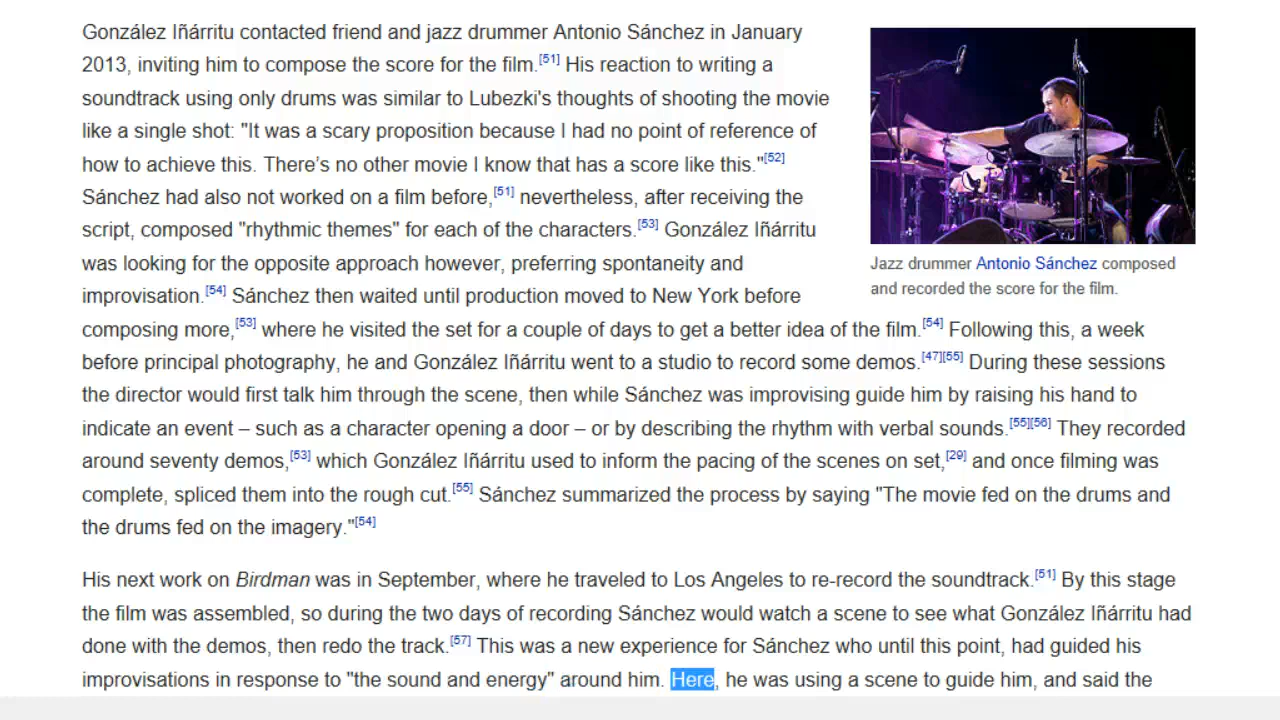 González Iñárritu contacted friend and jazz drummer Antonio Sánchez in January
2013, inviting him to compose the score for the film.[51] His reaction to writing a
soundtrack using only drums was similar to Lubezki's thoughts of shooting the movie
like a single shot: "It was a scary proposition because I had no point of reference of
how to achieve this. There’s no other movie I know that has a score like this."[52]
Sánchez had also not worked on a film before,[51] nevertheless, after receiving the
script, composed "rhythmic themes" for each of the characters.[53] González Iñárritu
was looking for the opposite approach however, preferring spontaneity and
improvisation.[54] Sánchez then waited until production moved to New York before
composing more,[53] where he visited the set for a couple of days to get a better idea of the film.[54] Following this, a week
before principal photography, he and González Iñárritu went to a studio to record some demos.[47][55] During these sessions
the director would first talk him through the scene, then while Sánchez was improvising guide him by raising his hand to
indicate an event – such as a character opening a door – or by describing the rhythm with verbal sounds.[55][56] They recorded
around seventy demos,[53] which González Iñárritu used to inform the pacing of the scenes on set,[29] and once filming was
complete, spliced them into the rough cut.[55] Sánchez summarized the process by saying "The movie fed on the drums and
the drums fed on the imagery."[54]
Jazz drummer Antonio Sánchez composed
and recorded the score for the film.
His next work on Birdman was in September, where he traveled to Los Angeles to re-record the soundtrack.[51] By this stage
the film was assembled, so during the two days of recording Sánchez would watch a scene to see what González Iñárritu had
done with the demos, then redo the track.[57] This was a new experience for Sánchez who until this point, had guided his
improvisations in response to "the sound and energy" around him. Here, he was using a scene to guide him, and said the